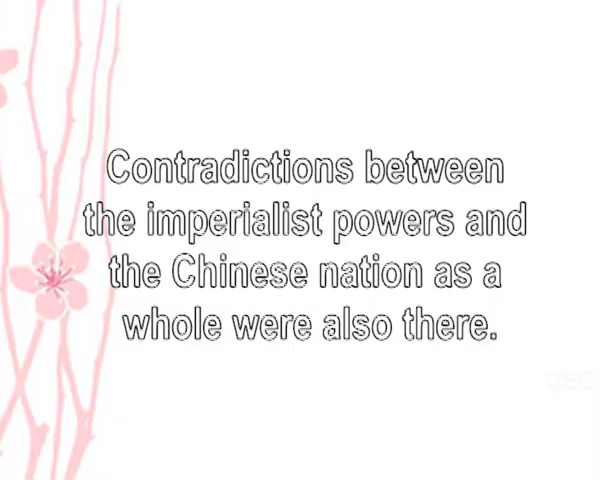 Contradictions between
the imperialist powers and
the Chinese nation as a
whole were also there.